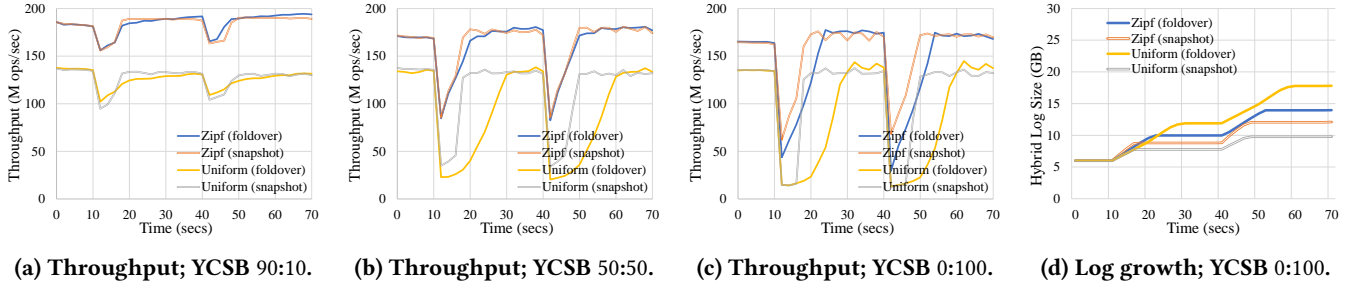 200
150
100
50
0
Throughput (M ops/sec)
Zipf (foldover)
Zipf (snapshot)
Uniform (foldover)
Uniform (snapshot)
0 10 20 30 40 50 60 70
Time (secs)
(a) Throughput; YCSB 90:10.
200
150
100
50
0
Throughput (M ops/sec)
Zipf (foldover)
Zipf (snapshot)
Uniform (foldover)
Uniform (snapshot)
0 10 20 30 40 50 60 70
Time (secs)
(b) Throughput; YCSB 50:50.
200
150
100
50
0
Throughput (M ops/sec)
Zipf (foldover)
Zipf (snapshot)
Uniform (foldover)
Uniform (snapshot)
0 10 20 30 40 50 60 70
Time (secs)
(c) Throughput; YCSB 0:100.
30
25
20
15
10
5
0
Hybrid Log Size (GB)
Zipf (foldover)
Zipf (snapshot)
Uniform (foldover)
Uniform (snapshot)
0 10 20 30 40 50 60 70
Time (secs)
(d) Log growth; YCSB 0:100.